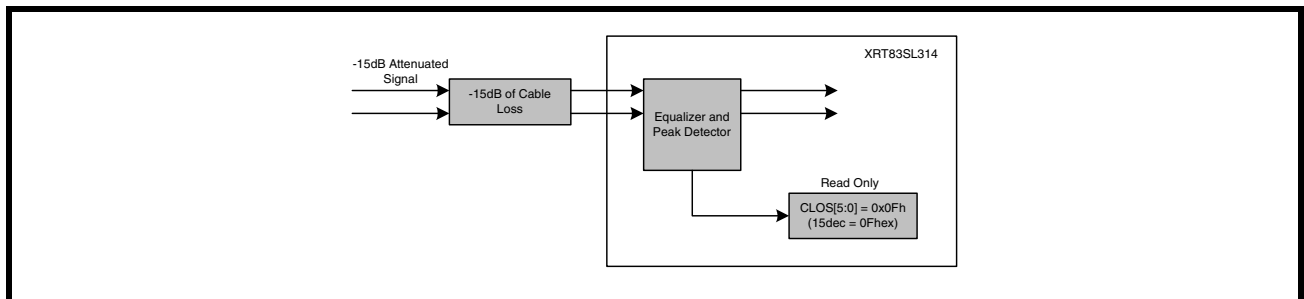 XRT83SL314
-15dB Attenuated
Signal
-15dB of Cable
Loss
Equalizer and
Peak Detector
Read Only
CLOS[5:0] = 0x0Fh
(15dec = 0Fhex)